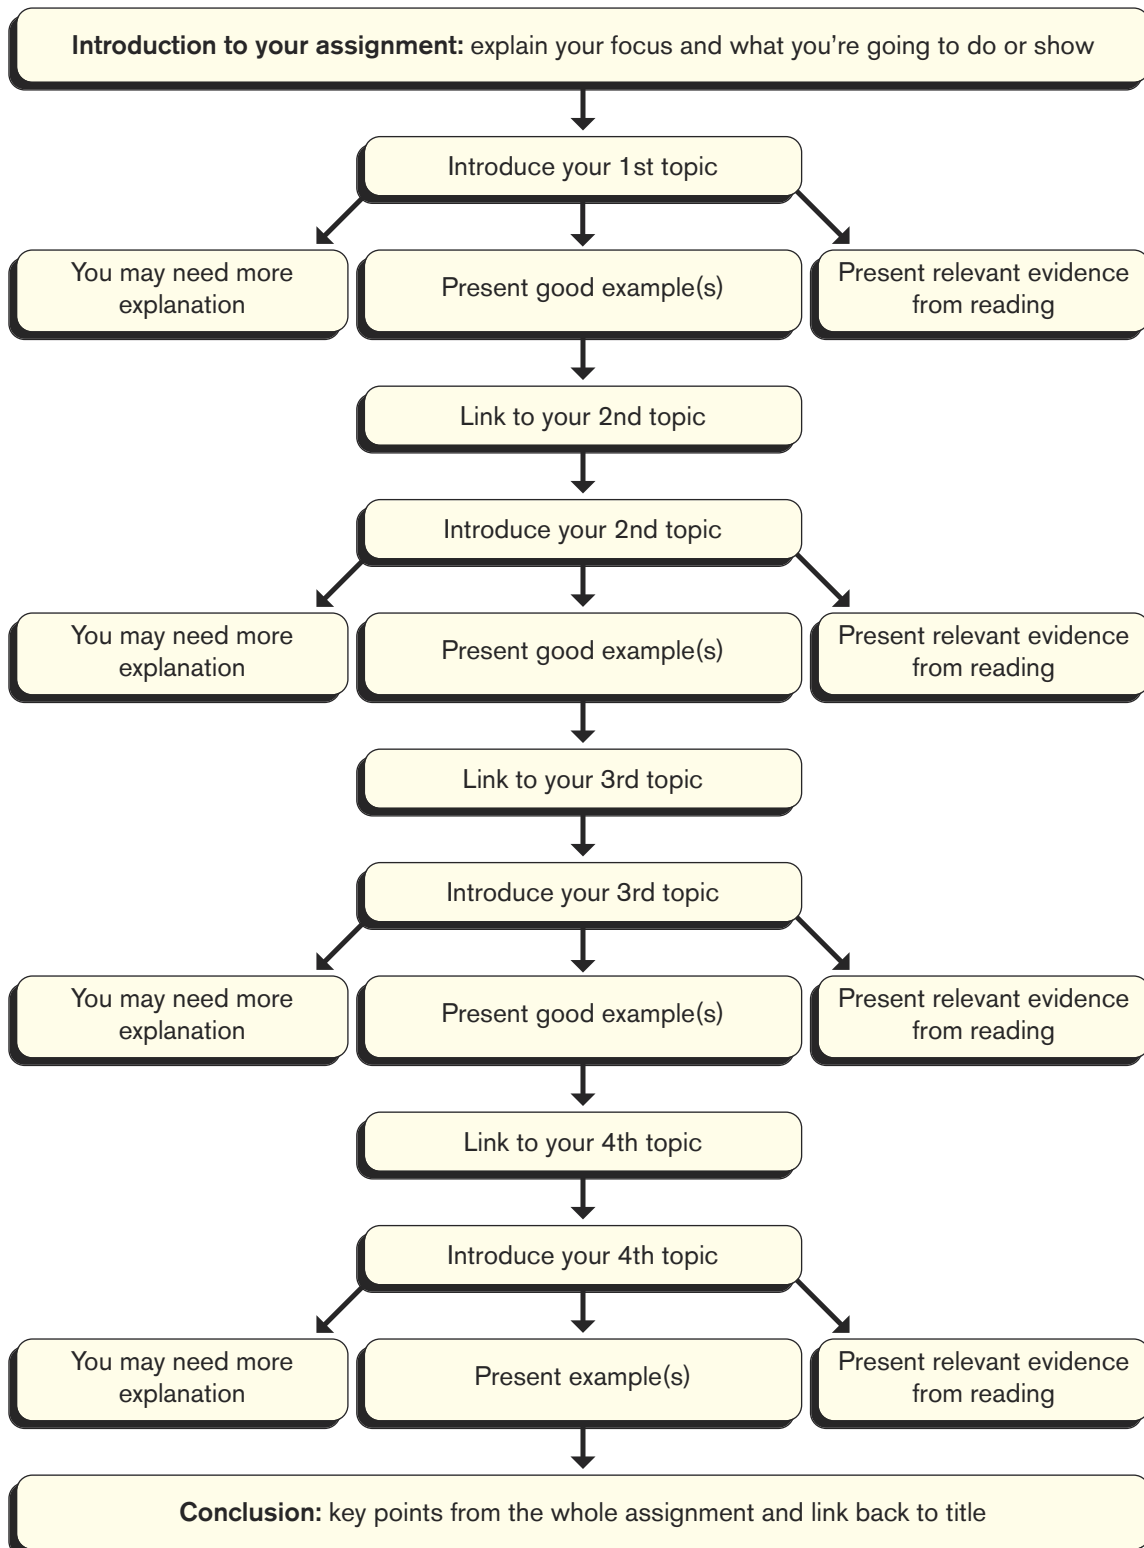 Introduction to your assignment: explain your focus and what you’re going to do or show
Introduce your 1st topic
You may need more
explanation
Present good example(s)
Present relevant evidence
from reading
Link to your 2nd topic
Introduce your 2nd topic
You may need more
explanation
Present good example(s)
Present relevant evidence
from reading
Link to your 3rd topic
Introduce your 3rd topic
You may need more
explanation
Present good example(s)
Present relevant evidence
from reading
Link to your 4th topic
Introduce your 4th topic
You may need more
explanation
Present example(s)
Present relevant evidence
from reading
Conclusion: key points from the whole assignment and link back to title